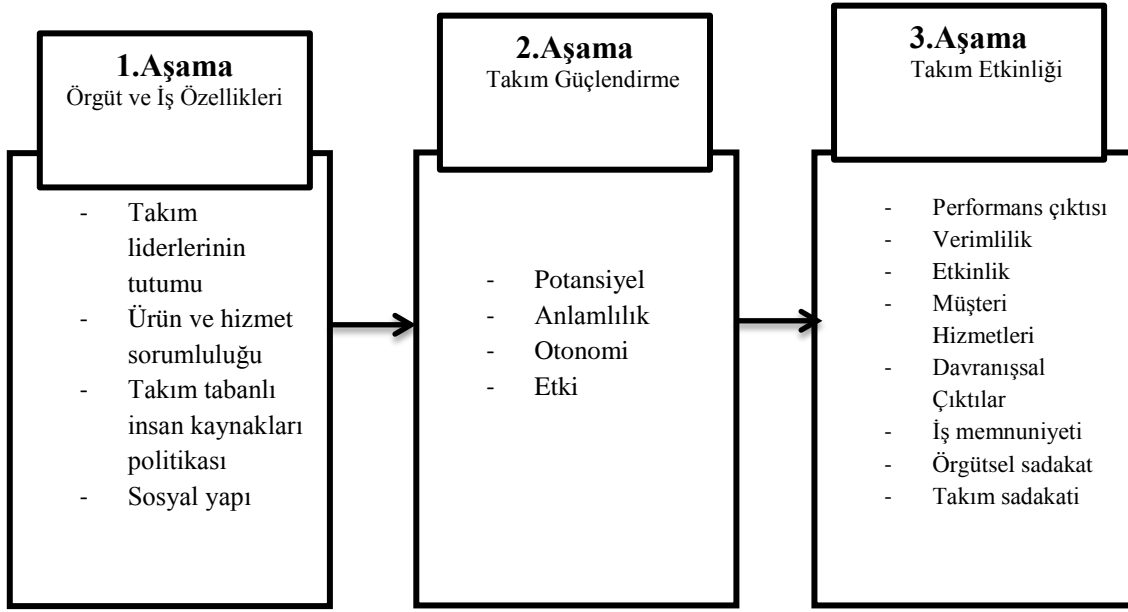 1.Aşama
Örgüt ve İş Özellikleri
- Takım
liderlerinin
tutumu
- Ürün ve hizmet
sorumluluğu
- Takım tabanlı
insan kaynakları
politikası
- Sosyal yapı
2.Aşama
Takım Güçlendirme
- Potansiyel
- Anlamlılık
- Otonomi
- Etki
3.Aşama
Takım Etkinliği
- Performans çıktısı
- Verimlilik
- Etkinlik
- Müşteri
Hizmetleri
- Davranışsal
Çıktılar
- İş memnuniyeti
- Örgütsel sadakat
- Takım sadakati